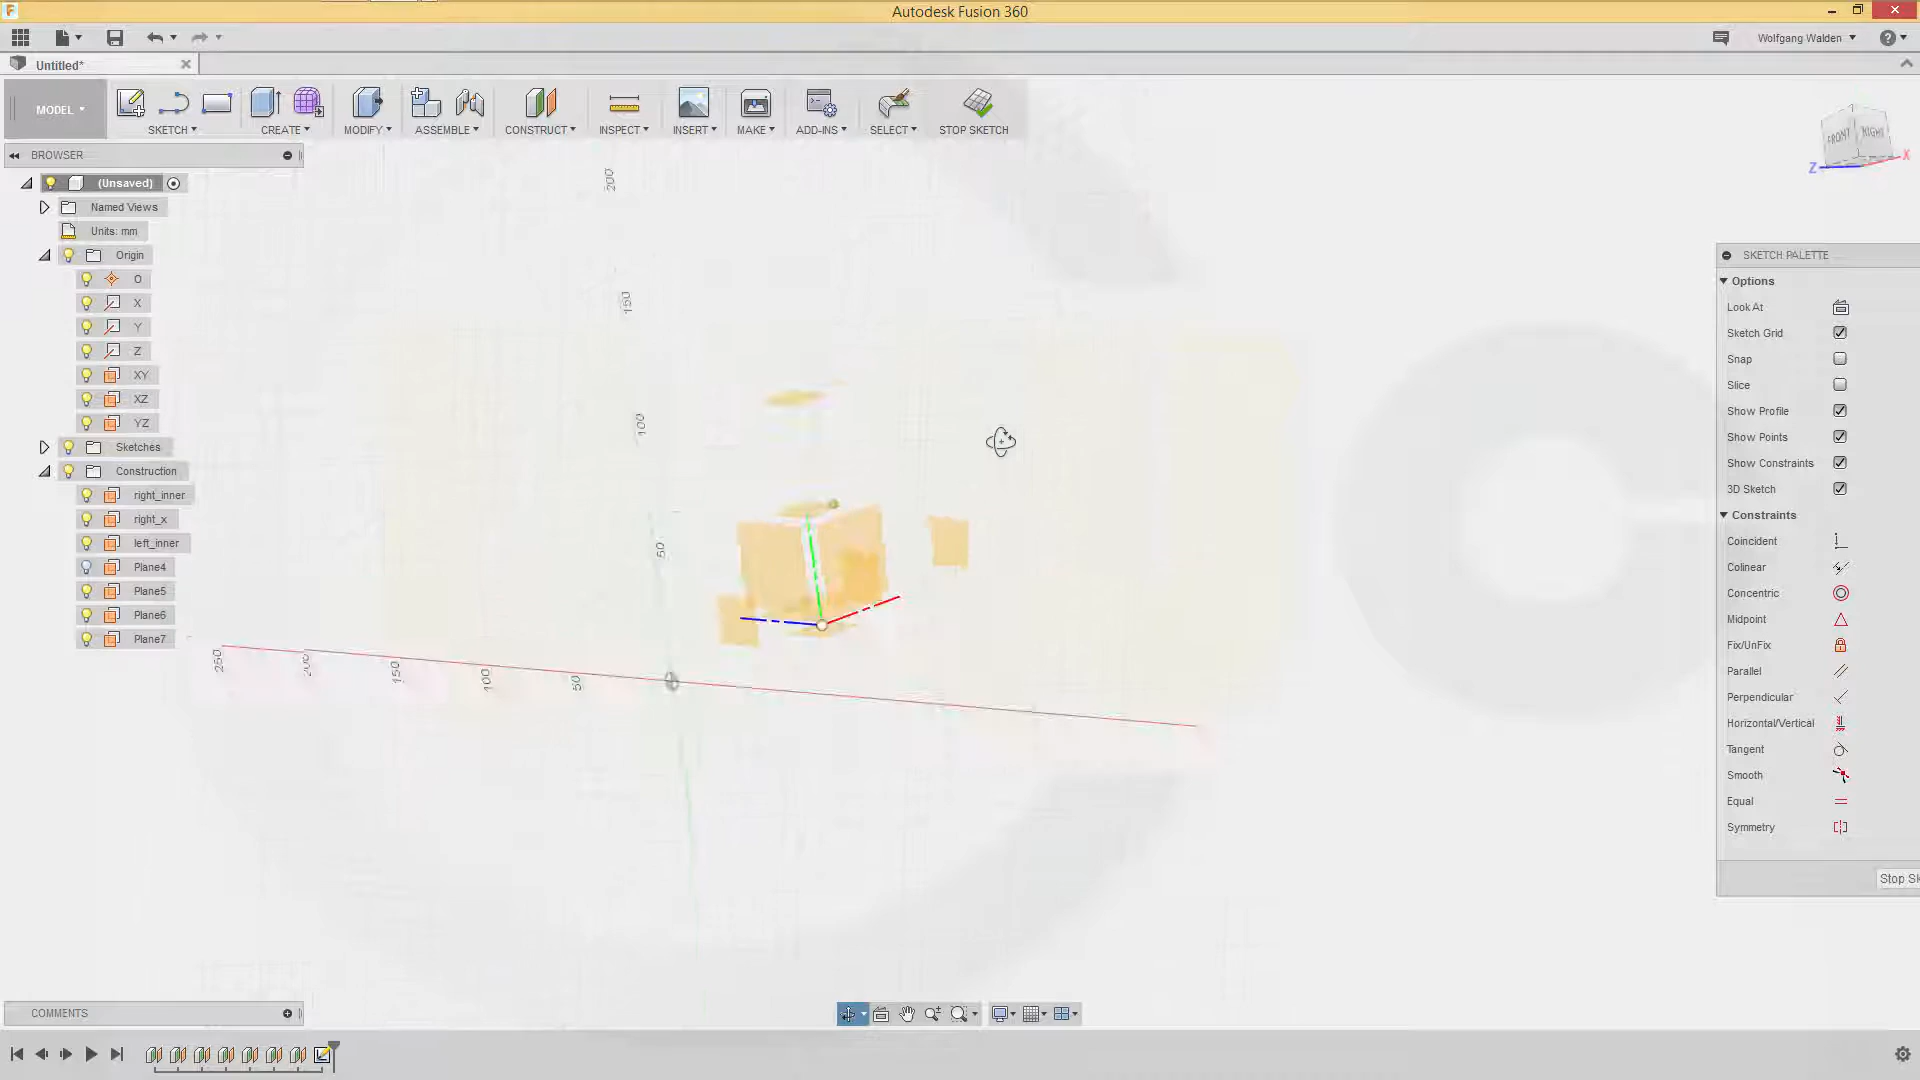 Autodesk Fusion 360
Wolfgang Walden
Untitled*
MODEL
SKETCH
CREATE
MODIFY
ASSEMBLE
CONSTRUCT
INSPECT
INSERT
MAKE
ADD-INS
SELECT
STOP SKETCH
BROWSER
(Unsaved)
Named Views
Units: mm
Origin
O
X
Y
Z
XY
XZ
YZ
Sketches
Construction
right_inner
right_x
left_inner
Plane4
Plane5
Plane6
Plane7
200
150
100
50
250
200
150
100
50
FRONT
RIGHT
Z
X
SKETCH PALETTE
Options
Look At
Sketch Grid
Snap
Slice
Show Profile
Show Points
Show Constraints
3D Sketch
Constraints
Coincident
Colinear
Concentric
Midpoint
Fix/UnFix
Parallel
Perpendicular
Horizontal/Vertical
Tangent
Smooth
Equal
Symmetry
Stop Sk
COMMENTS